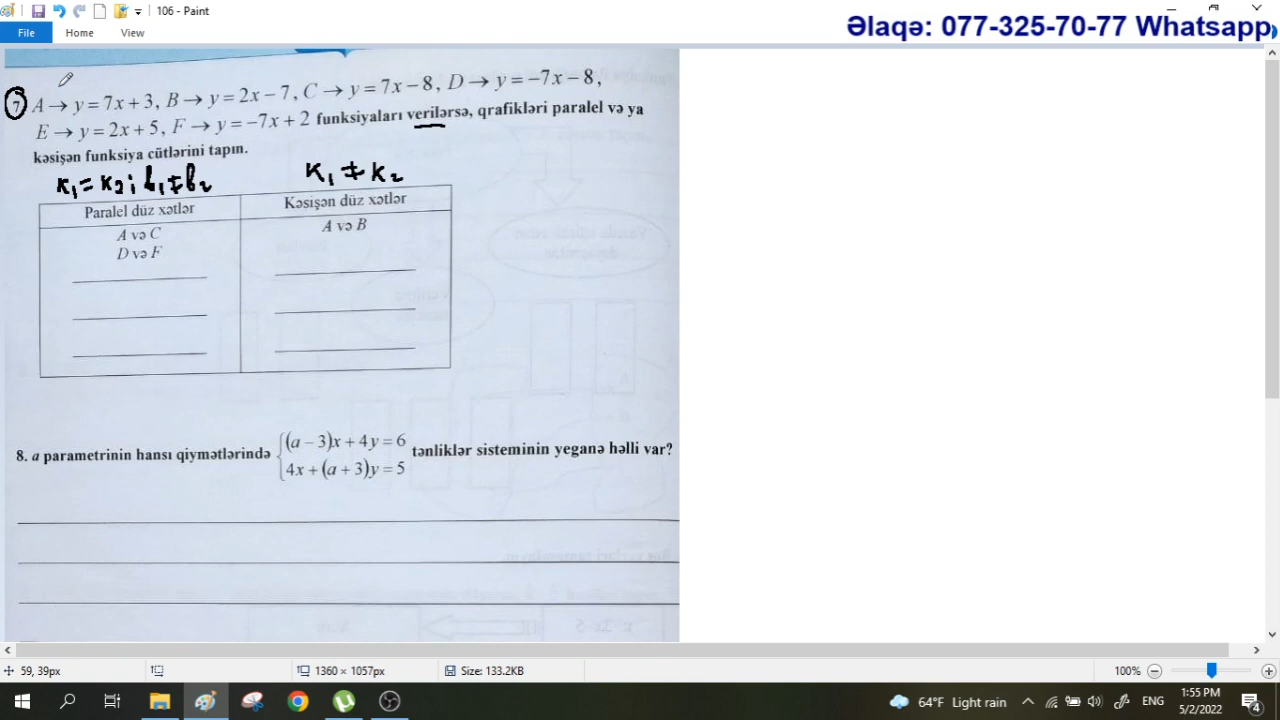 106 - Paint
Əlaqə: 077-325-70-77 Whatsapp
File Home View
7 A → y = 7x + 3, B → y = 2x − 7, C → y = 7x − 8, D → y = −7x − 8,
E → y = 2x + 5, F → y = −7x + 2 funksiyaları verilərsə, qrafikləri paralel və ya
kəsişən funksiya cütlərini tapın.
K₁ = K₂; b₁ ≠ b₂ K₁ ≠ K₂
Paralel düz xətlər Kəsişən düz xətlər
A və C A və B
D və F
8. a parametrinin hansı qiymətlərində {(a − 3)x + 4y = 6 tənliklər sisteminin yeganə həlli var?
4x + (a + 3)y = 5
59, 39px 1360 × 1057px Size: 133.2KB 100%
64°F Light rain ENG 1:55 PM
5/2/2022 4